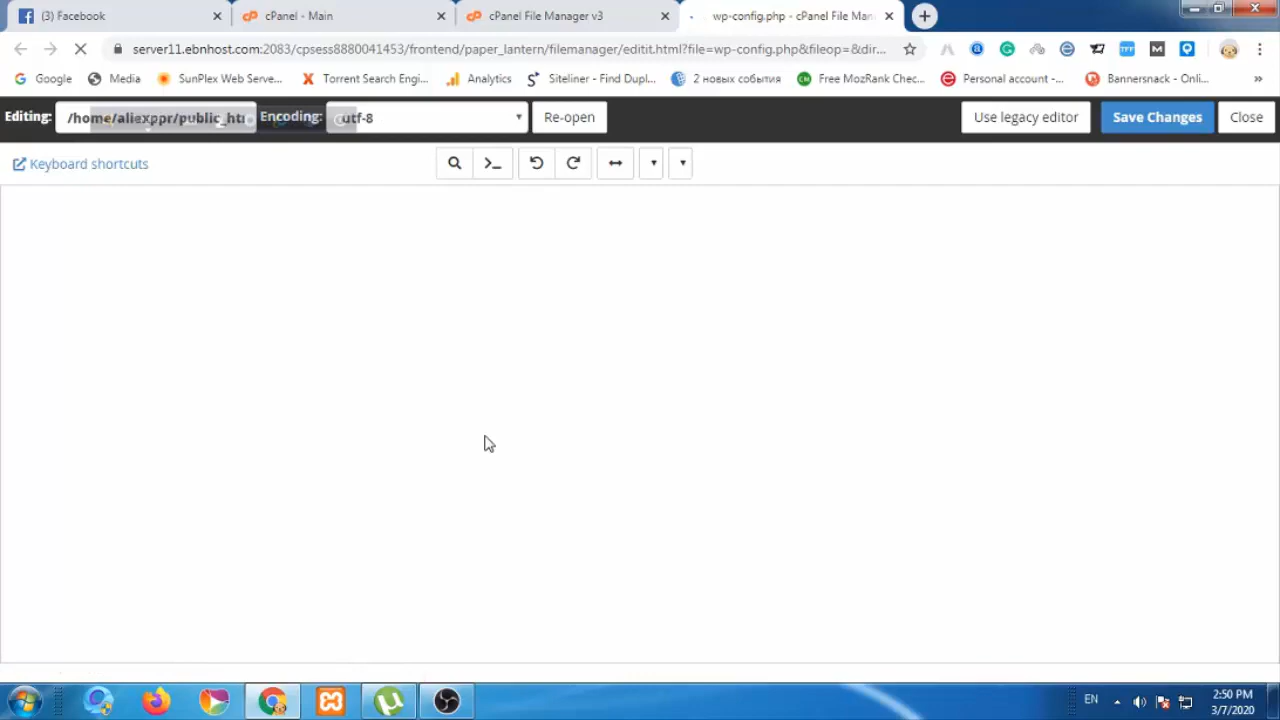 (3) Facebook
cPanel - Main
cPanel File Manager v3
wp-config.php - cPanel File Man
server11.ebnhost.com:2083/cpsess8880041453/frontend/paper_lantern/filemanager/editit.html?file=wp-config.php&fileop=&dir...
Google
Media
SunPlex Web Serve...
Torrent Search Engi...
Analytics
Siteliner - Find Dupl...
2 новых события
Free MozRank Chec...
Personal account -...
Bannersnack - Onli...
»
Editing:
/home/aliexppr/public_ht
Encoding:
utf-8
Re-open
Use legacy editor
Save Changes
Close
Keyboard shortcuts
EN
2:50 PM
3/7/2020